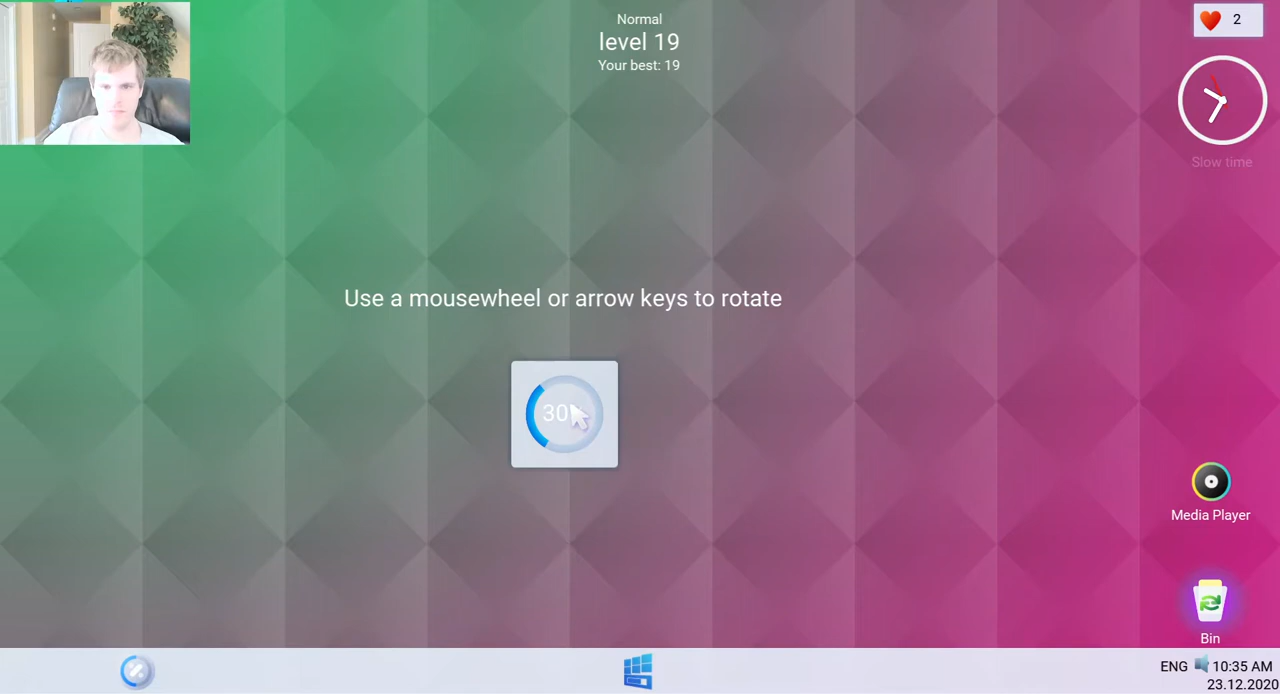 Normal
level 19
Your best: 19
2
Slow time
Use a mousewheel or arrow keys to rotate
30
Media Player
Bin
ENG 10:35 AM
23.12.2020